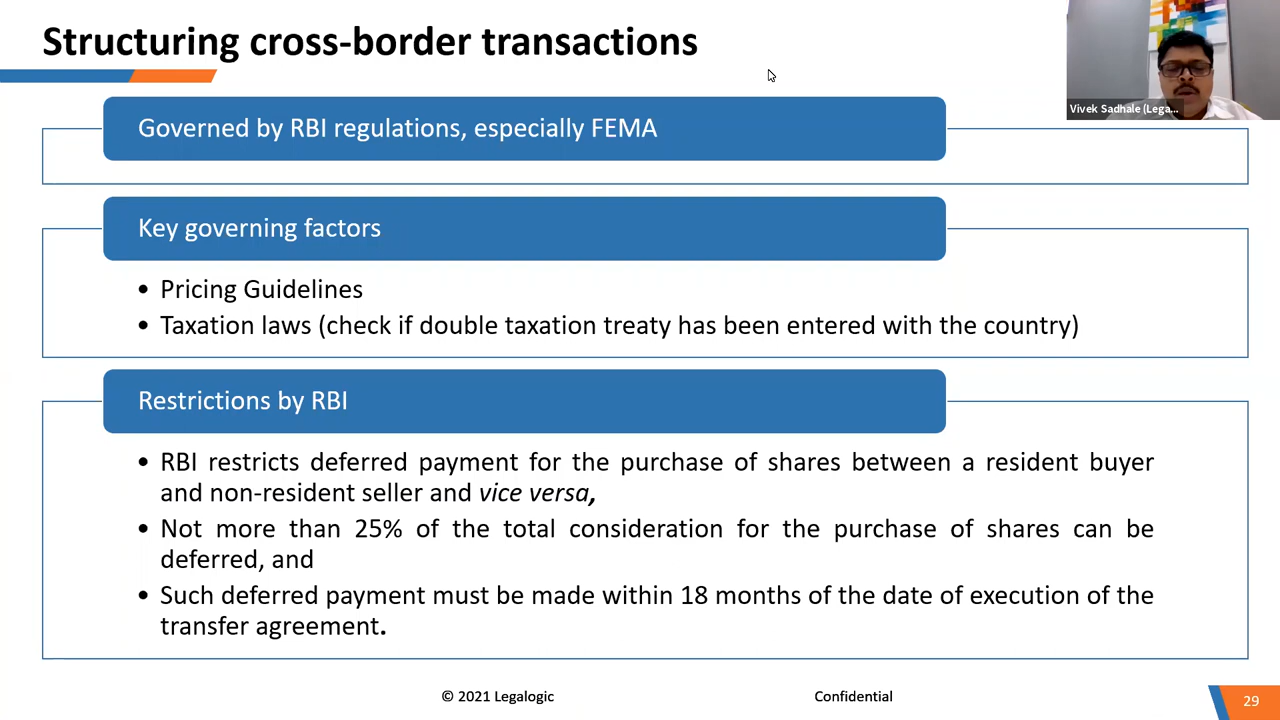 Structuring cross-border transactions
Vivek Sadhale (Lega...
Governed by RBI regulations, especially FEMA
Key governing factors
• Pricing Guidelines
• Taxation laws (check if double taxation treaty has been entered with the country)
Restrictions by RBI
• RBI restricts deferred payment for the purchase of shares between a resident buyer
and non-resident seller and vice versa,
• Not more than 25% of the total consideration for the purchase of shares can be
deferred, and
• Such deferred payment must be made within 18 months of the date of execution of the
transfer agreement.
© 2021 Legalogic
Confidential
29